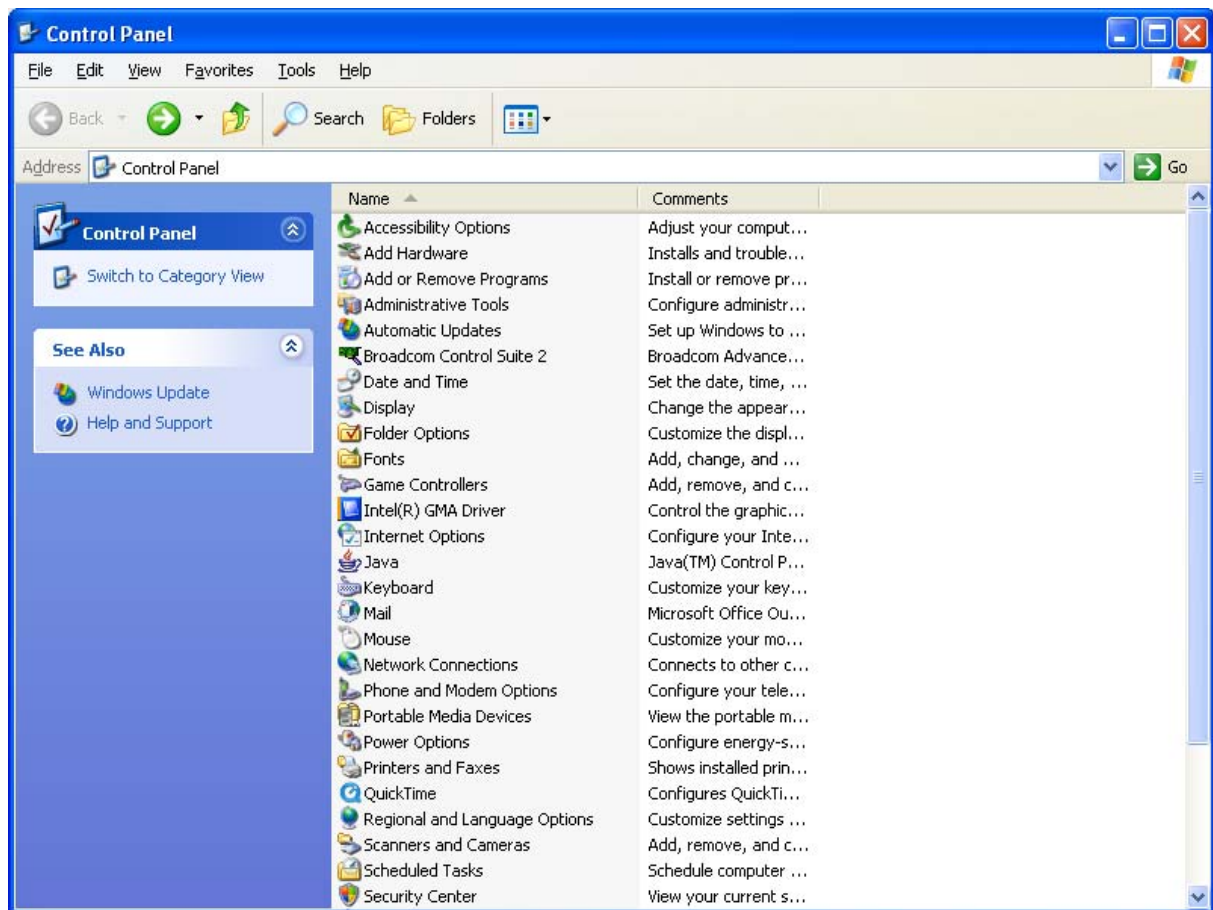 Control Panel
File Edit View Favorites Tools Help
Back Search Folders
Address Control Panel Go
Control Panel
Switch to Category View
See Also
Windows Update
Help and Support
Name Comments
Accessibility Options Adjust your comput...
Add Hardware Installs and trouble...
Add or Remove Programs Install or remove pr...
Administrative Tools Configure administr...
Automatic Updates Set up Windows to ...
Broadcom Control Suite 2 Broadcom Advance...
Date and Time Set the date, time, ...
Display Change the appear...
Folder Options Customize the displ...
Fonts Add, change, and ...
Game Controllers Add, remove, and c...
Intel(R) GMA Driver Control the graphic...
Internet Options Configure your Inte...
Java Java(TM) Control P...
Keyboard Customize your key...
Mail Microsoft Office Ou...
Mouse Customize your mo...
Network Connections Connects to other c...
Phone and Modem Options Configure your tele...
Portable Media Devices View the portable m...
Power Options Configure energy-s...
Printers and Faxes Shows installed prin...
QuickTime Configures QuickTi...
Regional and Language Options Customize settings ...
Scanners and Cameras Add, remove, and c...
Scheduled Tasks Schedule computer ...
Security Center View your current s...